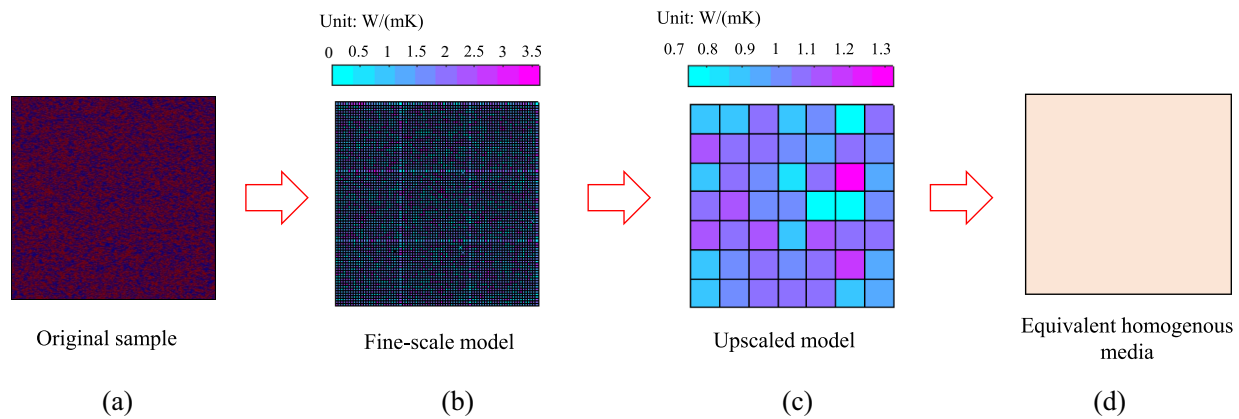 Unit: W/(mK)
0 0.5 1 1.5 2 2.5 3 3.5
Unit: W/(mK)
0.7 0.8 0.9 1 1.1 1.2 1.3
Original sample
Fine-scale model
Upscaled model
Equivalent homogenous
media
(a)
(b)
(c)
(d)